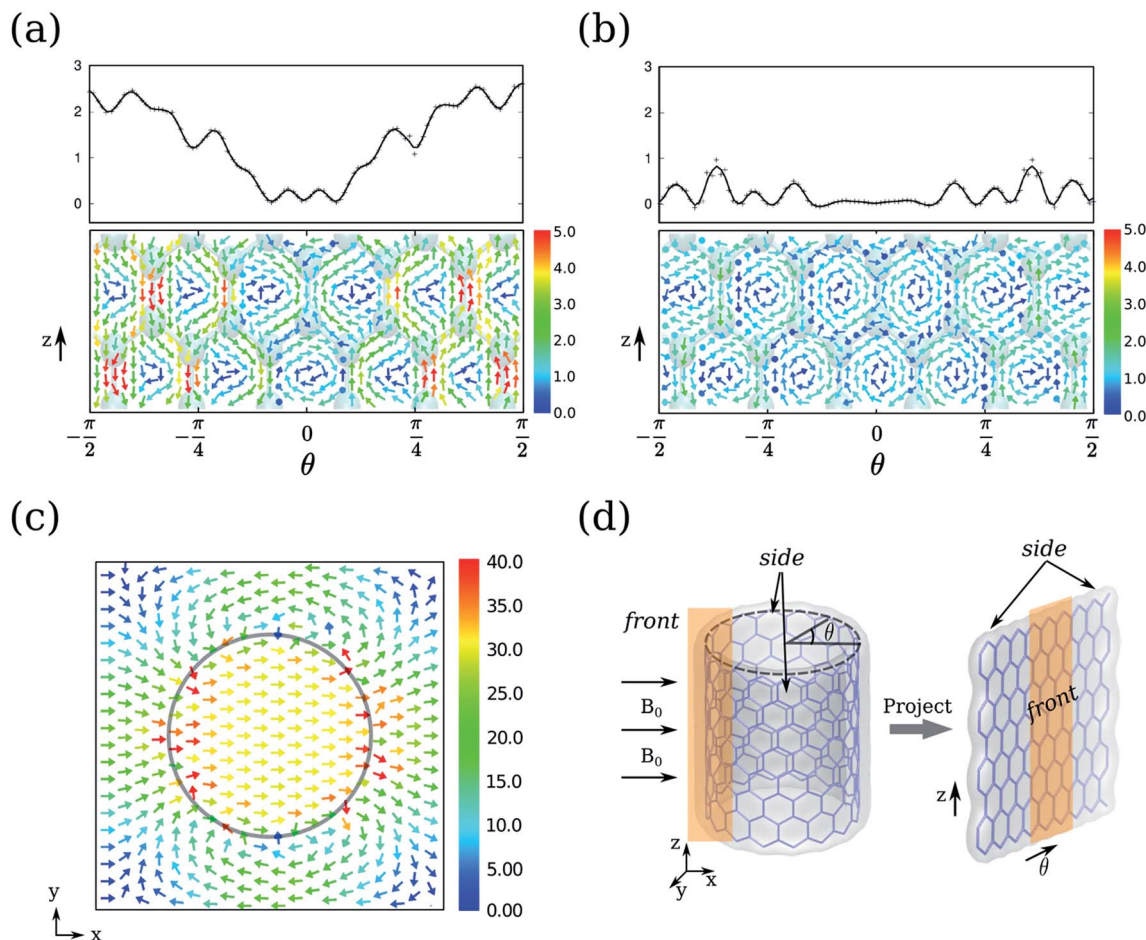 (a)
(b)
3
2
1
0
3
2
1
0
5.0
4.0
3.0
2.0
1.0
0.0
5.0
4.0
3.0
2.0
1.0
0.0
z
z
−π/2
−π/4
0
π/4
π/2
θ
−π/2
−π/4
0
π/4
π/2
θ
(c)
(d)
40.0
35.0
30.0
25.0
20.0
15.0
10.0
5.00
0.00
y
x
side
front
θ
B₀
B₀
z
y
x
Project
side
front
z
θ